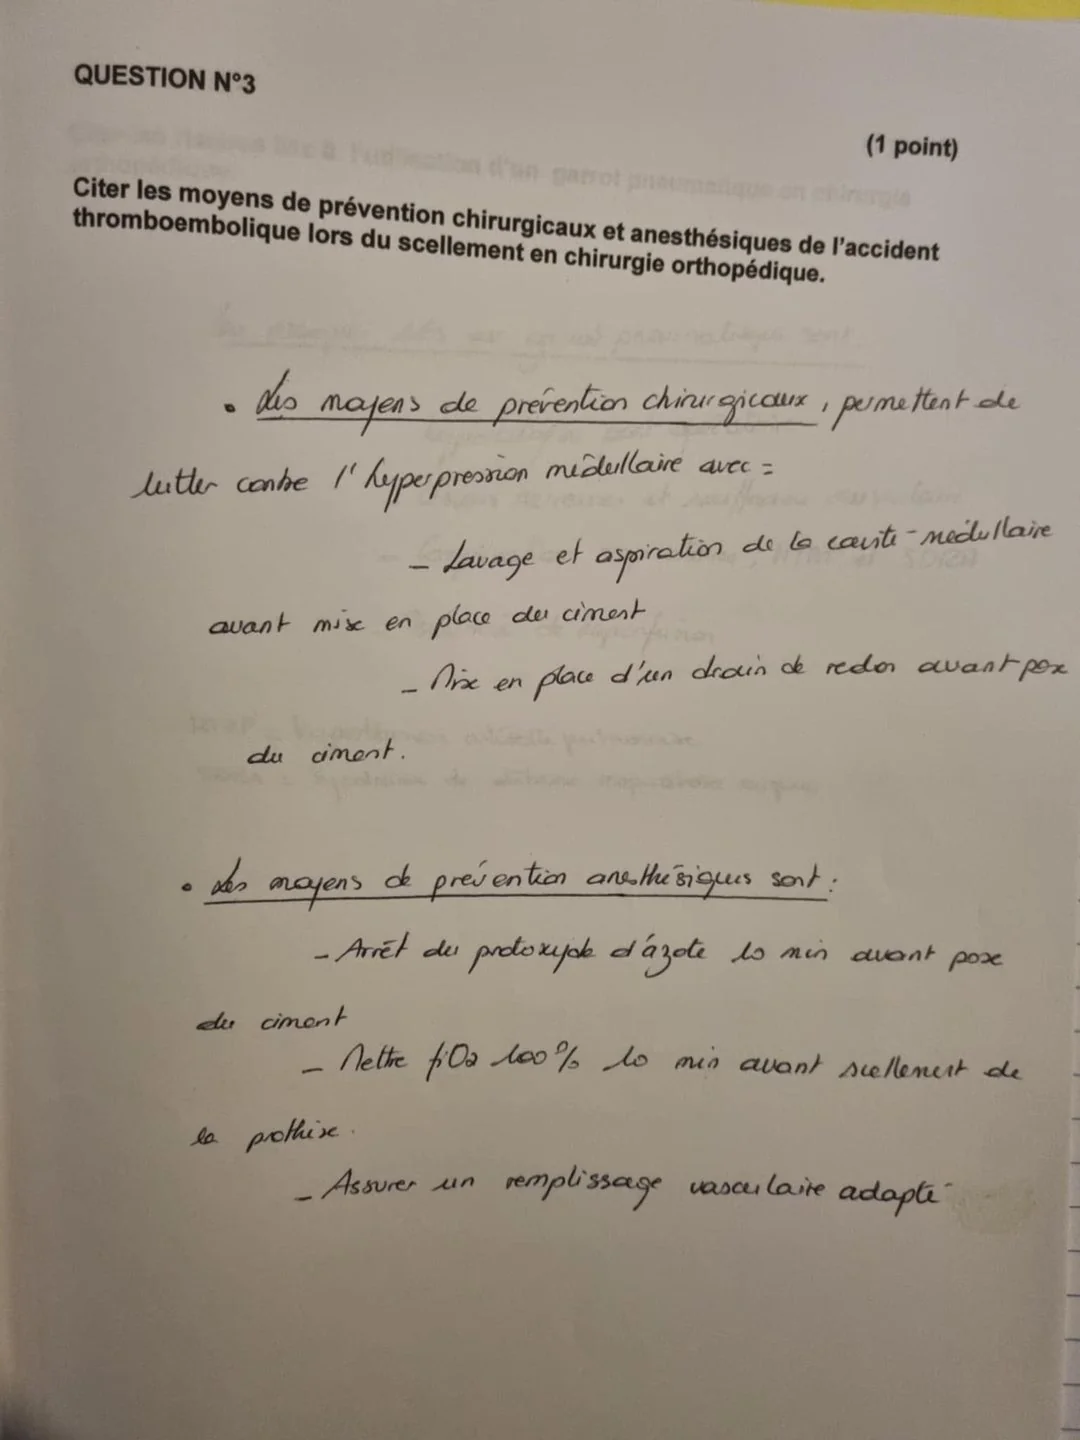 QUESTION N°3
(1 point)
Citer les moyens de prévention chirurgicaux et anesthésiques de l'accident
thromboembolique lors du scellement en chirurgie orthopédique.
• Les moyens de prévention chirurgicaux, permettent de
lutter contre l'hyperpression médullaire avec :
- Lavage et aspiration de la cavité médullaire
avant mise en place du ciment
- Mise en place d'un drain de redon avant pose
du ciment.
• Les moyens de prévention anesthésiques sont :
- Arrêt du protoxyde d'azote 10 min avant pose
du ciment
- Mettre fiO2 100% 10 min avant scellement de
la prothèse.
- Assurer un remplissage vasculaire adapté